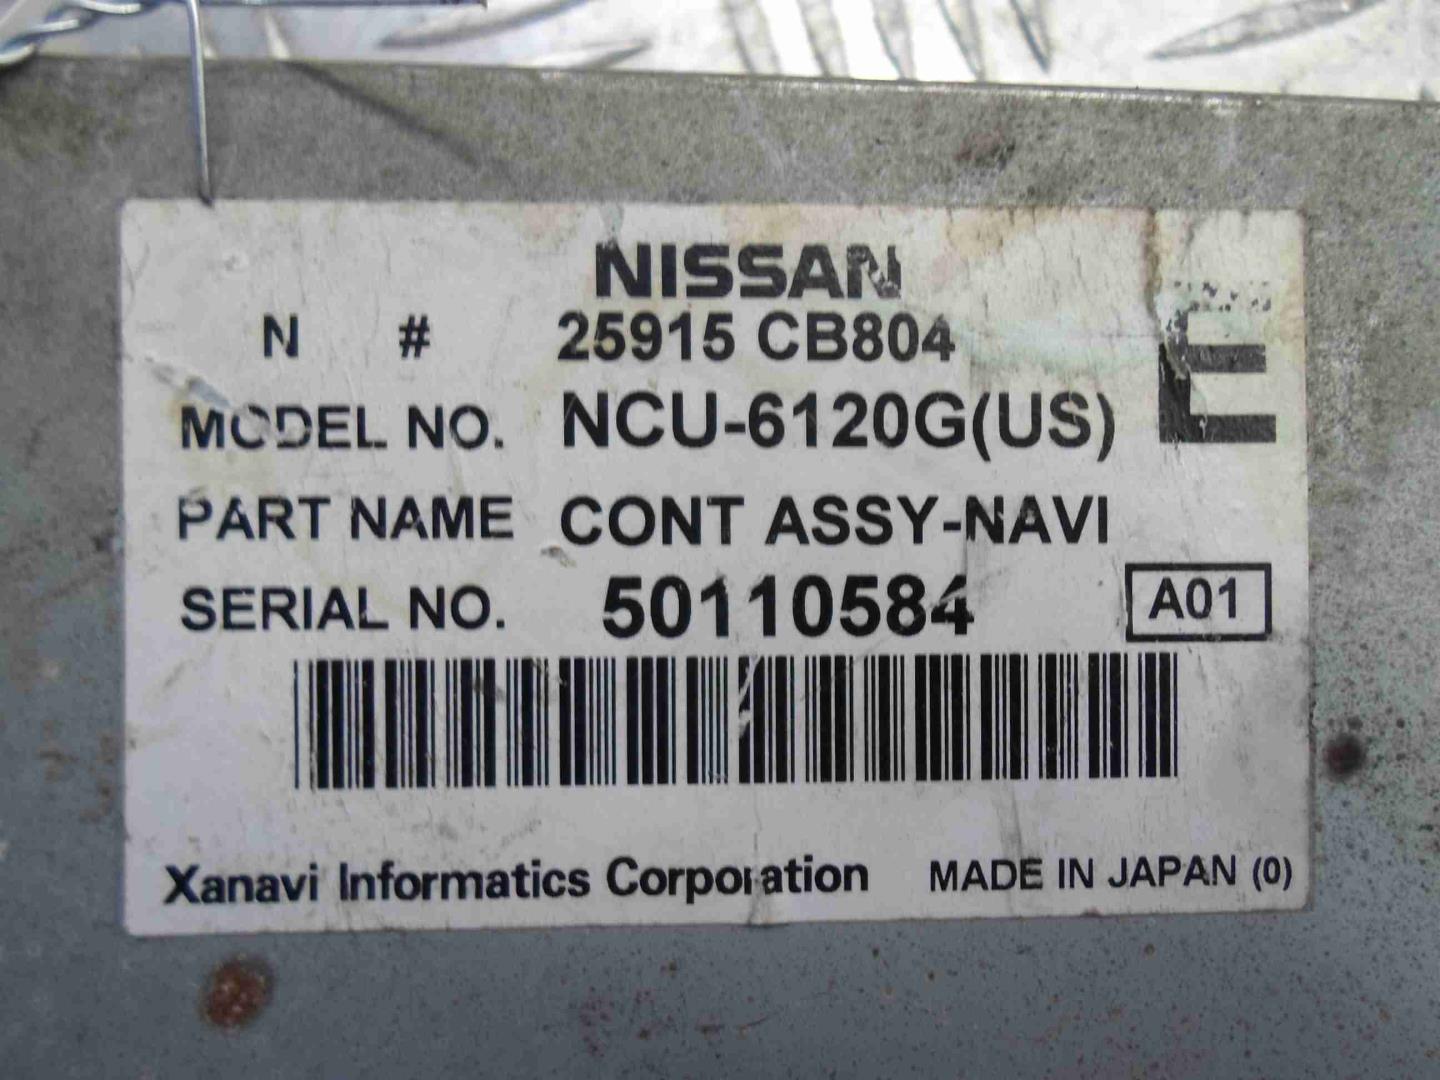 NISSAN
N # 25915 CB804
E
MODEL NO. NCU-6120G(US)
PART NAME CONT ASSY-NAVI
SERIAL NO. 50110584 A01
Xanavi Informatics Corporation MADE IN JAPAN (0)